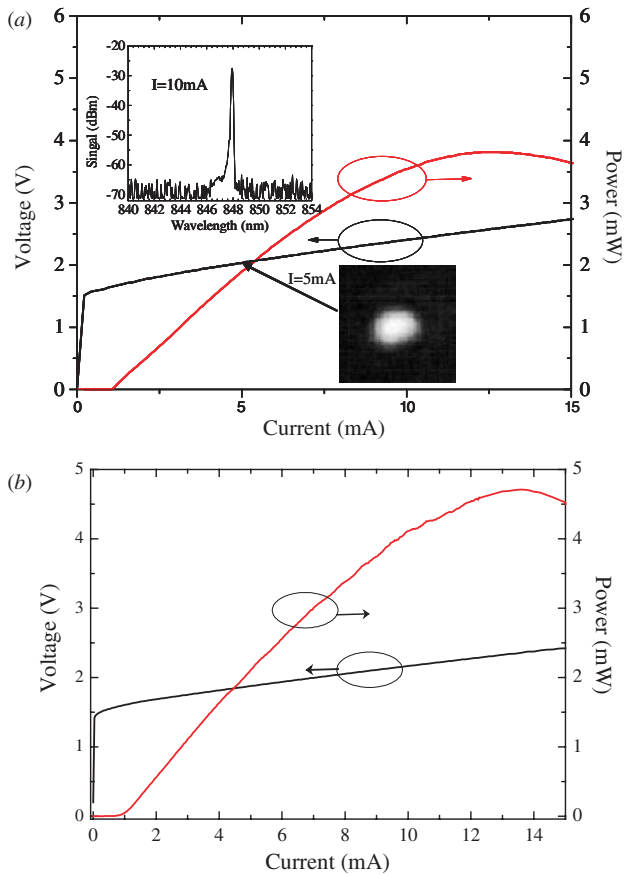 (a)
6
5
4
3
2
1
0
Voltage (V)
-20
-30
-40
-50
-60
-70
Singal (dBm)
I=10mA
840 842 844 846 848 850 852 854
Wavelength (nm)
I=5mA
6
5
4
3
2
1
0
Power (mW)
0 5 10 15
Current (mA)
(b)
5
4
3
2
1
0
Voltage (V)
5
4
3
2
1
0
Power (mW)
0 2 4 6 8 10 12 14
Current (mA)